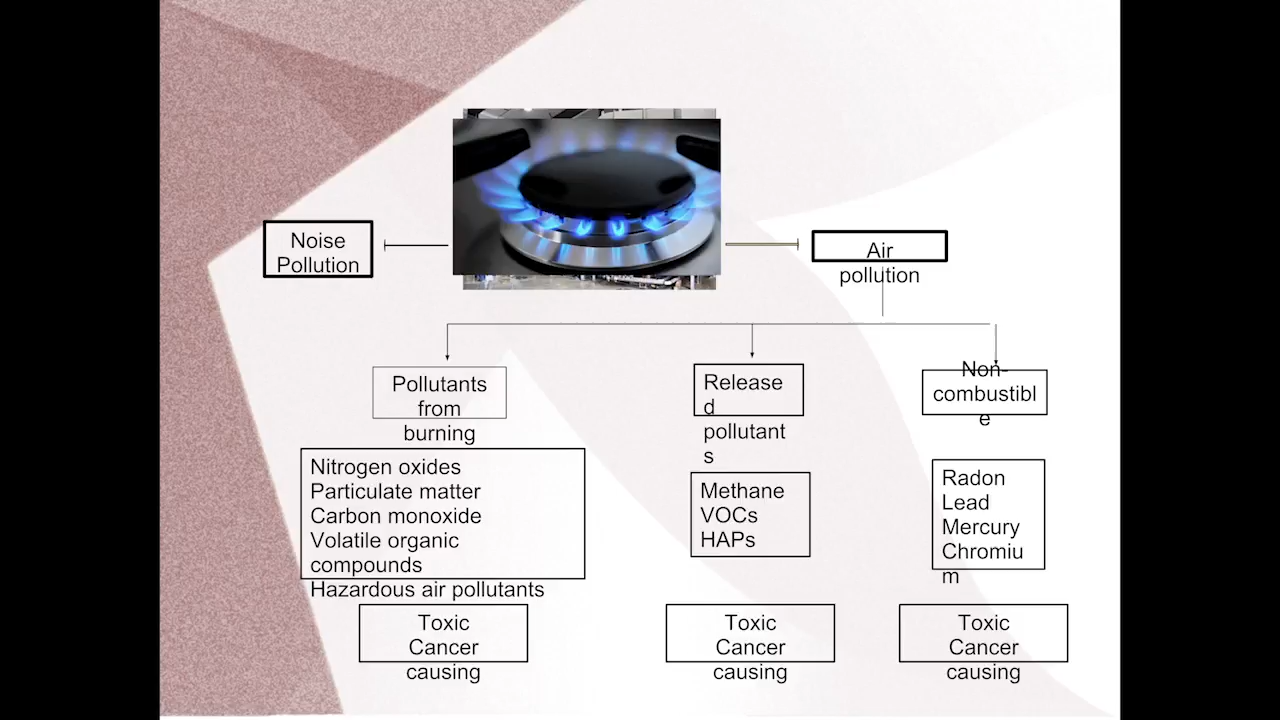 Noise
Pollution
Air
pollution
Pollutants
from
burning
Release
d
pollutant
s
Non-
combustibl
e
Nitrogen oxides
Particulate matter
Carbon monoxide
Volatile organic
compounds
Hazardous air pollutants
Methane
VOCs
HAPs
Radon
Lead
Mercury
Chromiu
m
Toxic
Cancer
causing
Toxic
Cancer
causing
Toxic
Cancer
causing